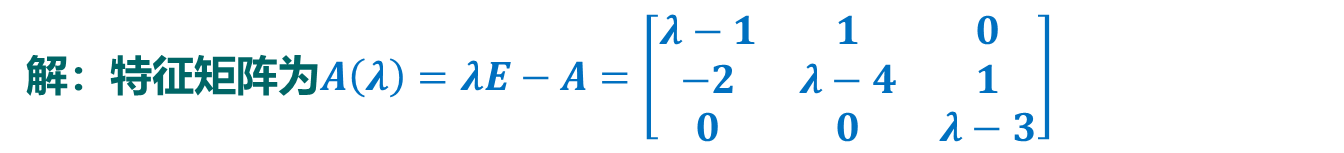 解：特征矩阵为A(λ) = λE − A = [λ − 1 1 0
−2 λ − 4 1
0 0 λ − 3]